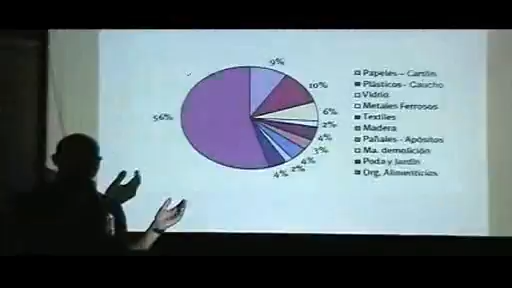 9%
10%
6%
2%
4%
3%
4%
2%
4%
56%
Papeles - Cartón
Plásticos - Caucho
Vidrio
Metales Ferrosos
Textiles
Madera
Pañales - Apósitos
Ma. demolición
Poda y Jardín
Org. Alimenticios